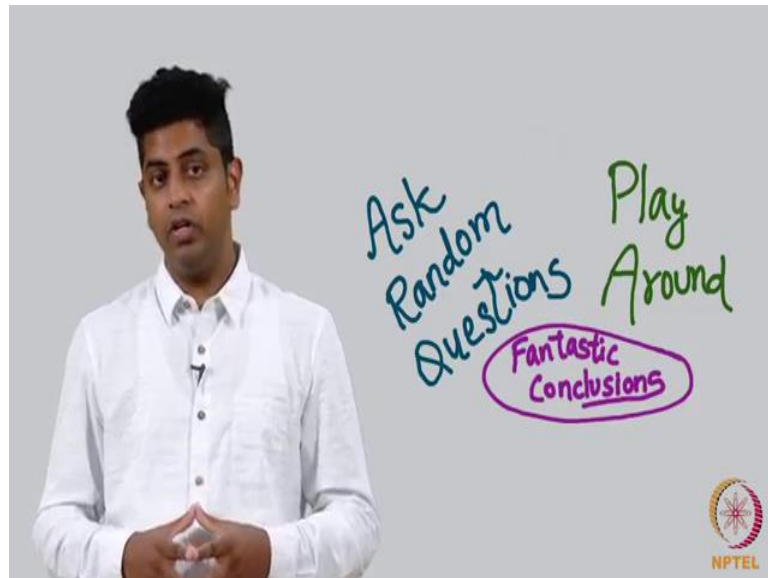 Ask
Random
Questions
Play
Around
Fantastic
Conclusions
NPTEL